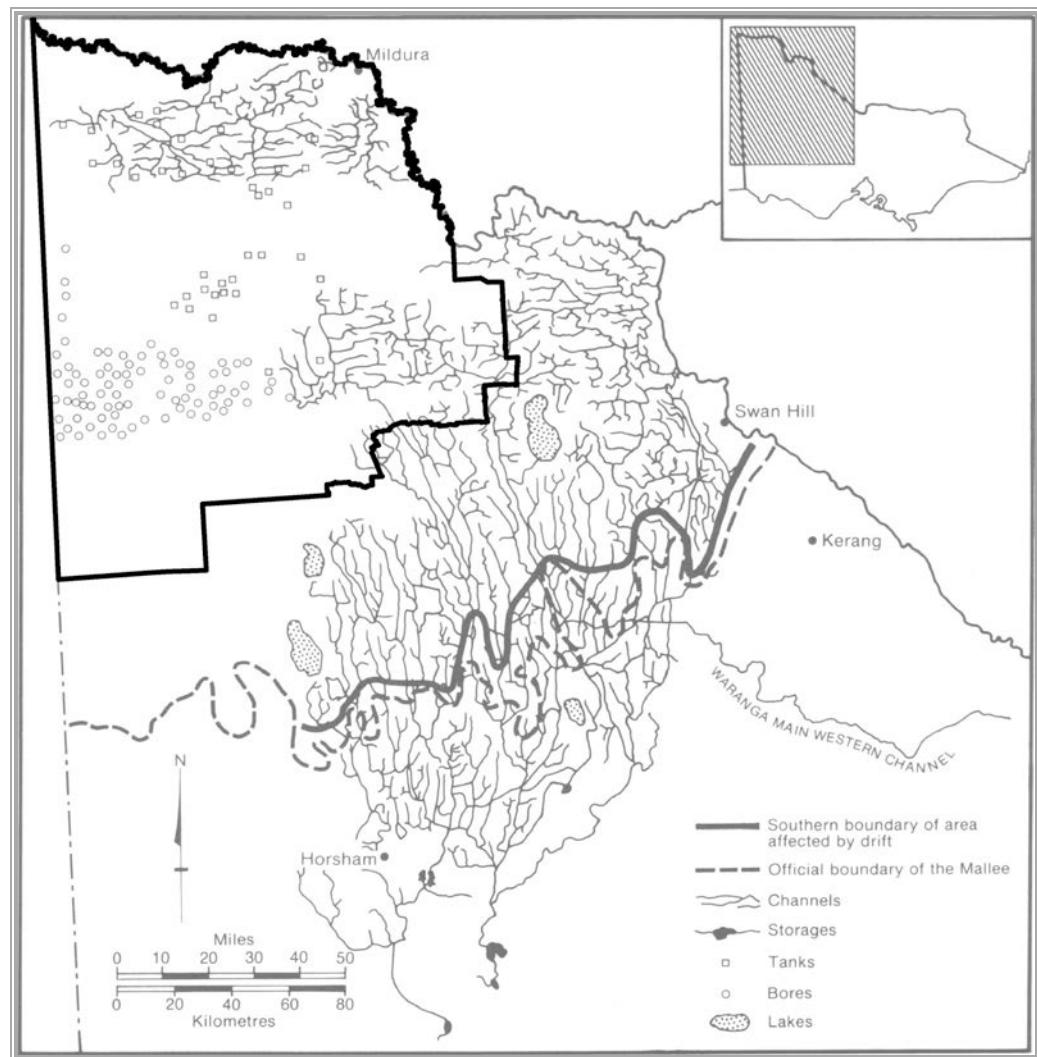 Mildura
Swan Hill
Kerang
WARANGA MAIN WESTERN CHANNEL
N
Horsham
Miles
0 10 20 30 40 50
0 20 40 60 80
Kilometres
Southern boundary of area
affected by drift
Official boundary of the Mallee
Channels
Storages
Tanks
Bores
Lakes